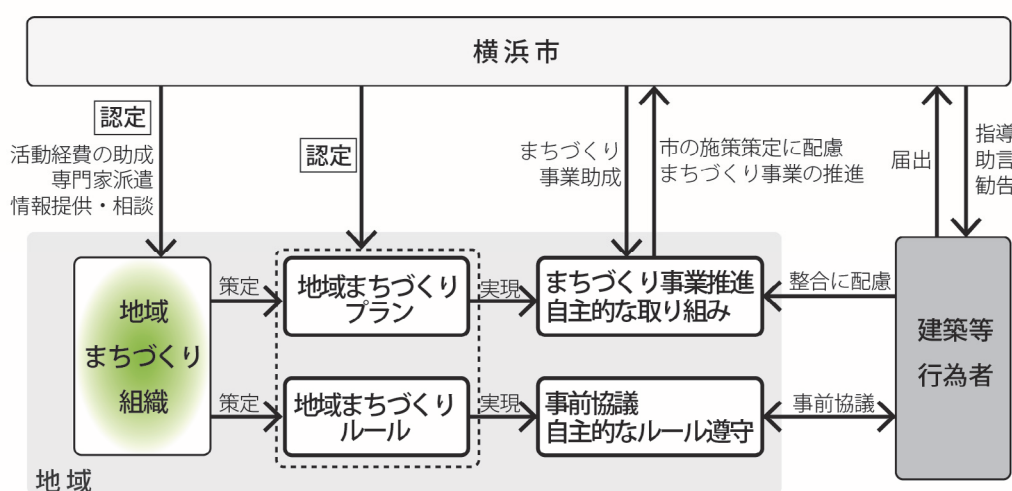 横浜市
認定
活動経費の助成
専門家派遣
情報提供・相談
認定
まちづくり
事業助成
市の施策策定に配慮
まちづくり事業の推進
届出
指導
助言
勧告
地域
まちづくり
組織
策定
地域まちづくり
プラン
実現
まちづくり事業推進
自主的な取り組み
整合に配慮
建築等
行為者
策定
地域まちづくり
ルール
実現
事前協議
自主的なルール遵守
事前協議
地域